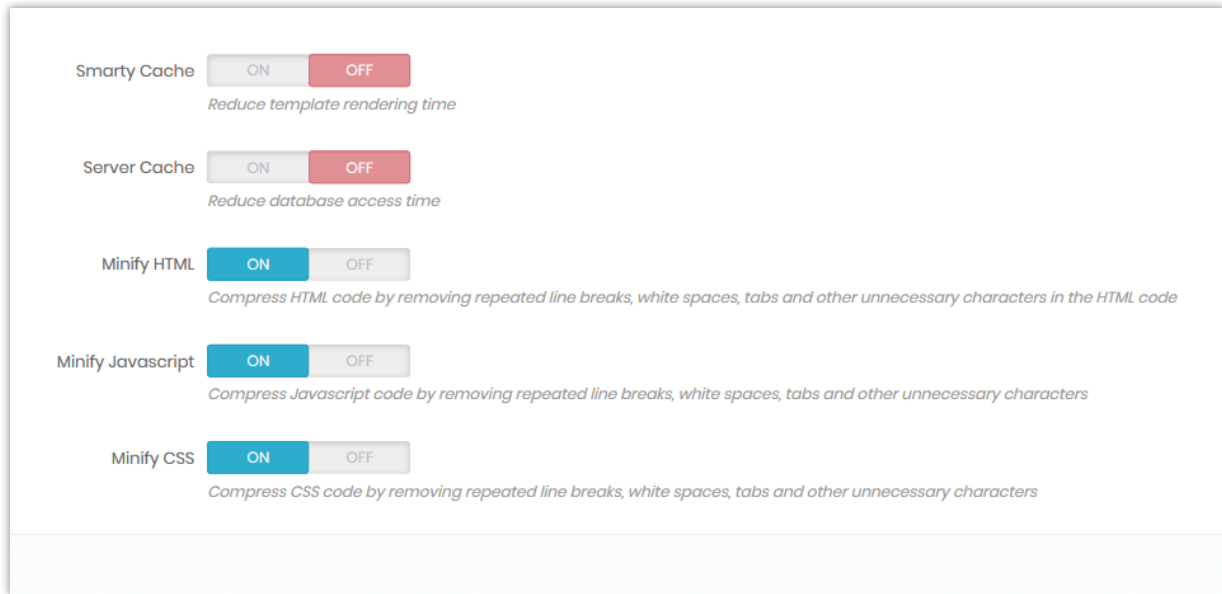 Smarty Cache ON OFF
Reduce template rendering time
Server Cache ON OFF
Reduce database access time
Minify HTML ON OFF
Compress HTML code by removing repeated line breaks, white spaces, tabs and other unnecessary characters in the HTML code
Minify Javascript ON OFF
Compress Javascript code by removing repeated line breaks, white spaces, tabs and other unnecessary characters
Minify CSS ON OFF
Compress CSS code by removing repeated line breaks, white spaces, tabs and other unnecessary characters